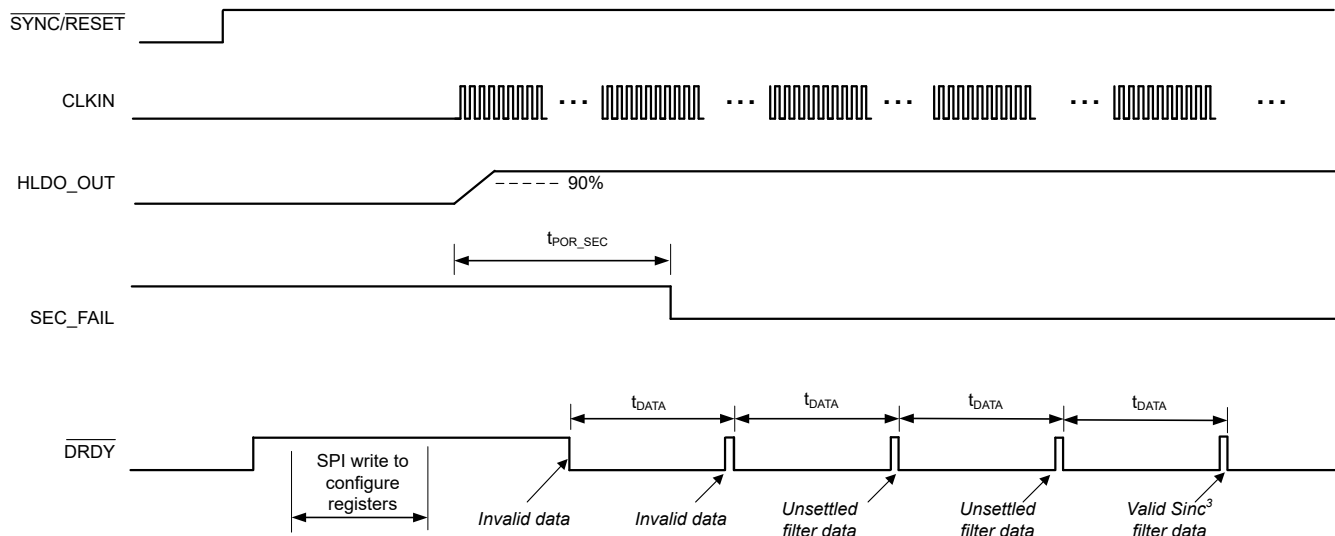 SYNC/RESET
CLKIN
... ... ... ... ...
HLDO_OUT
90%
tPOR_SEC
SEC_FAIL
tDATA tDATA tDATA tDATA
DRDY
SPI write to
configure
registers
Invalid data
Invalid data
Unsettled
filter data
Unsettled
filter data
Valid Sinc³
filter data